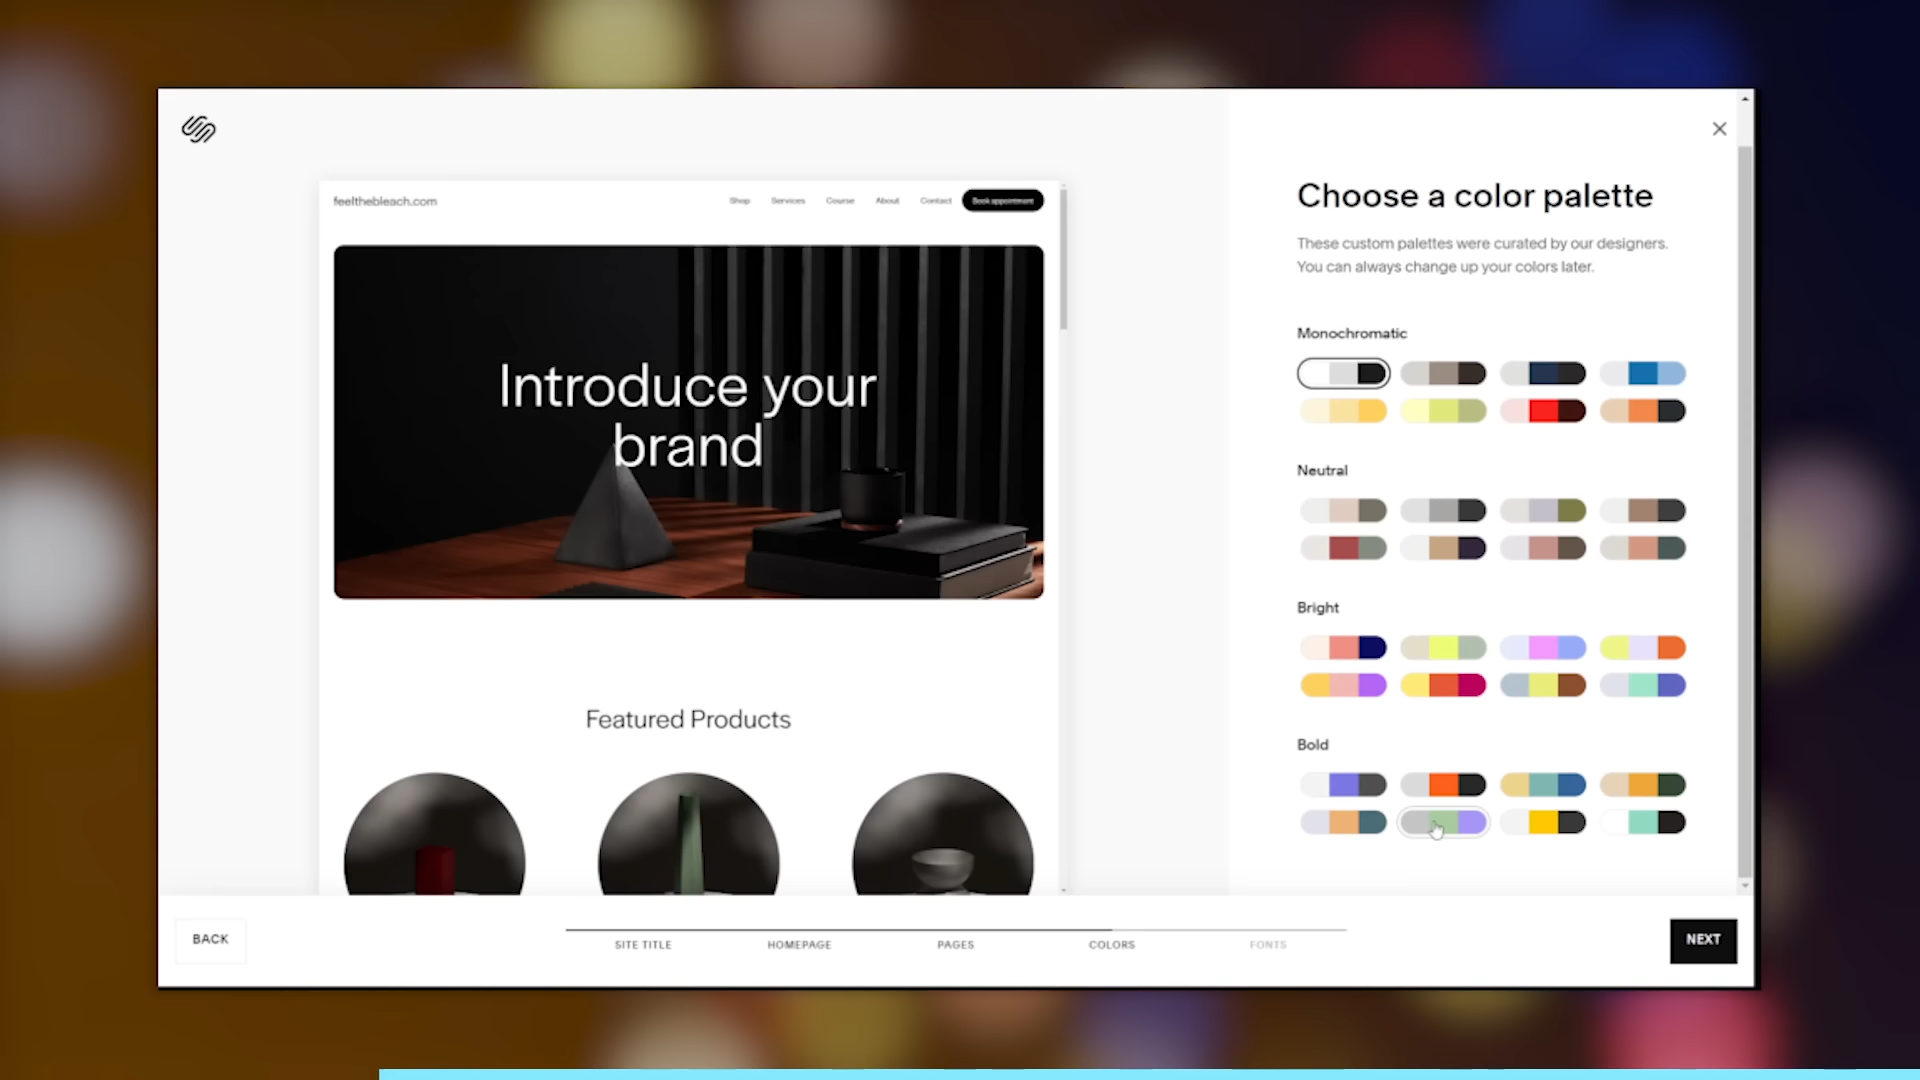 feelthebleach.com
Shop Services Course About Contact Book appointment
Introduce your
brand
Featured Products
Choose a color palette
These custom palettes were curated by our designers.
You can always change up your colors later.
Monochromatic
Neutral
Bright
Bold
BACK
SITE TITLE HOMEPAGE PAGES COLORS FONTS
NEXT